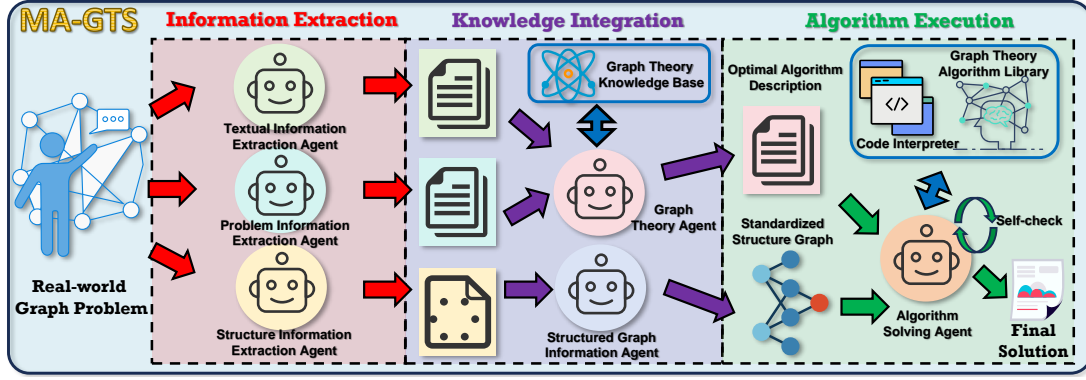 MA-GTS
Information Extraction
Knowledge Integration
Algorithm Execution
Real-world
Graph Problem
Textual Information
Extraction Agent
Problem Information
Extraction Agent
Structure Information
Extraction Agent
Graph Theory
Knowledge Base
Graph
Theory Agent
Structured Graph
Information Agent
Optimal Algorithm
Description
Graph Theory
Algorithm Library
</>
Code Interpreter
Standardized
Structure Graph
Self-check
Algorithm
Solving Agent
Final
Solution